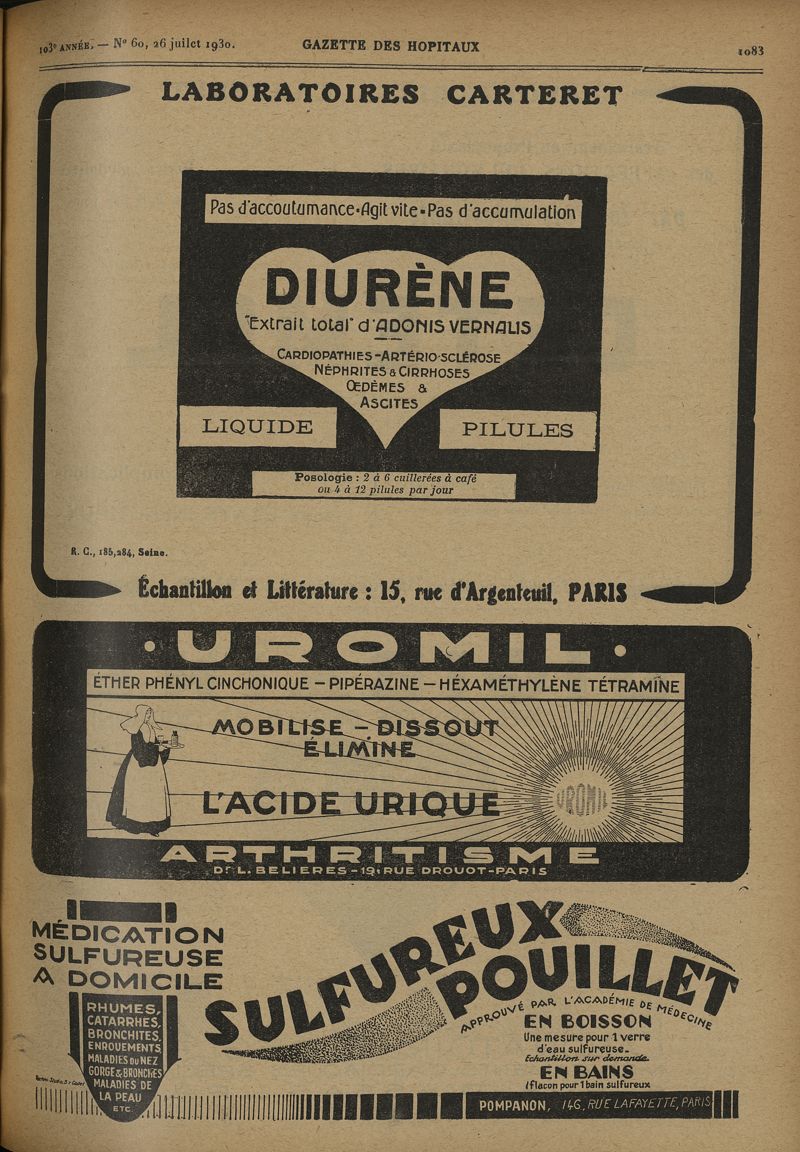 103e ANNÉE. — No 60, 26 juillet 1930.
GAZETTE DES HOPITAUX
1083
LABORATOIRES CARTERET
Pas d'accoutumance • Agit vite • Pas d'accumulation
DIURÈNE
"Extrait total" d'ADONIS VERNALIS
CARDIOPATHIES - ARTÉRIO-SCLÉROSE
NÉPHRITES & CIRRHOSES
ŒDÈMES &
ASCITES
LIQUIDE
PILULES
Posologie : 2 à 6 cuillerées à café
ou 4 à 12 pilules par jour
R. C., 185,284, Seine.
Échantillon et Littérature : 15, rue d'Argenteuil, PARIS
• UROMIL •
ÉTHER PHÉNYL CINCHONIQUE — PIPÉRAZINE — HÉXAMÉTHYLÈNE TÉTRAMINE
MOBILISE — DISSOUT
ÉLIMINE
L'ACIDE URIQUE
UROMIL
ARTHRITISME
Dr L. BELIERES - 19, RUE DROUOT - PARIS
MÉDICATION
SULFUREUSE
A DOMICILE
RHUMES,
CATARRHES,
BRONCHITES,
ENROUEMENTS
MALADIES DU NEZ
GORGE & BRONCHES
MALADIES DE
LA PEAU
ETC
SULFUREUX
POUILLET
APPROUVÉ PAR L'ACADÉMIE DE MÉDECINE
EN BOISSON
Une mesure pour 1 verre
d'eau sulfureuse_
Échantillon sur demande.
EN BAINS
1 flacon pour 1 bain sulfureux
POMPANON, 146, RUE LAFAYETTE, PARIS